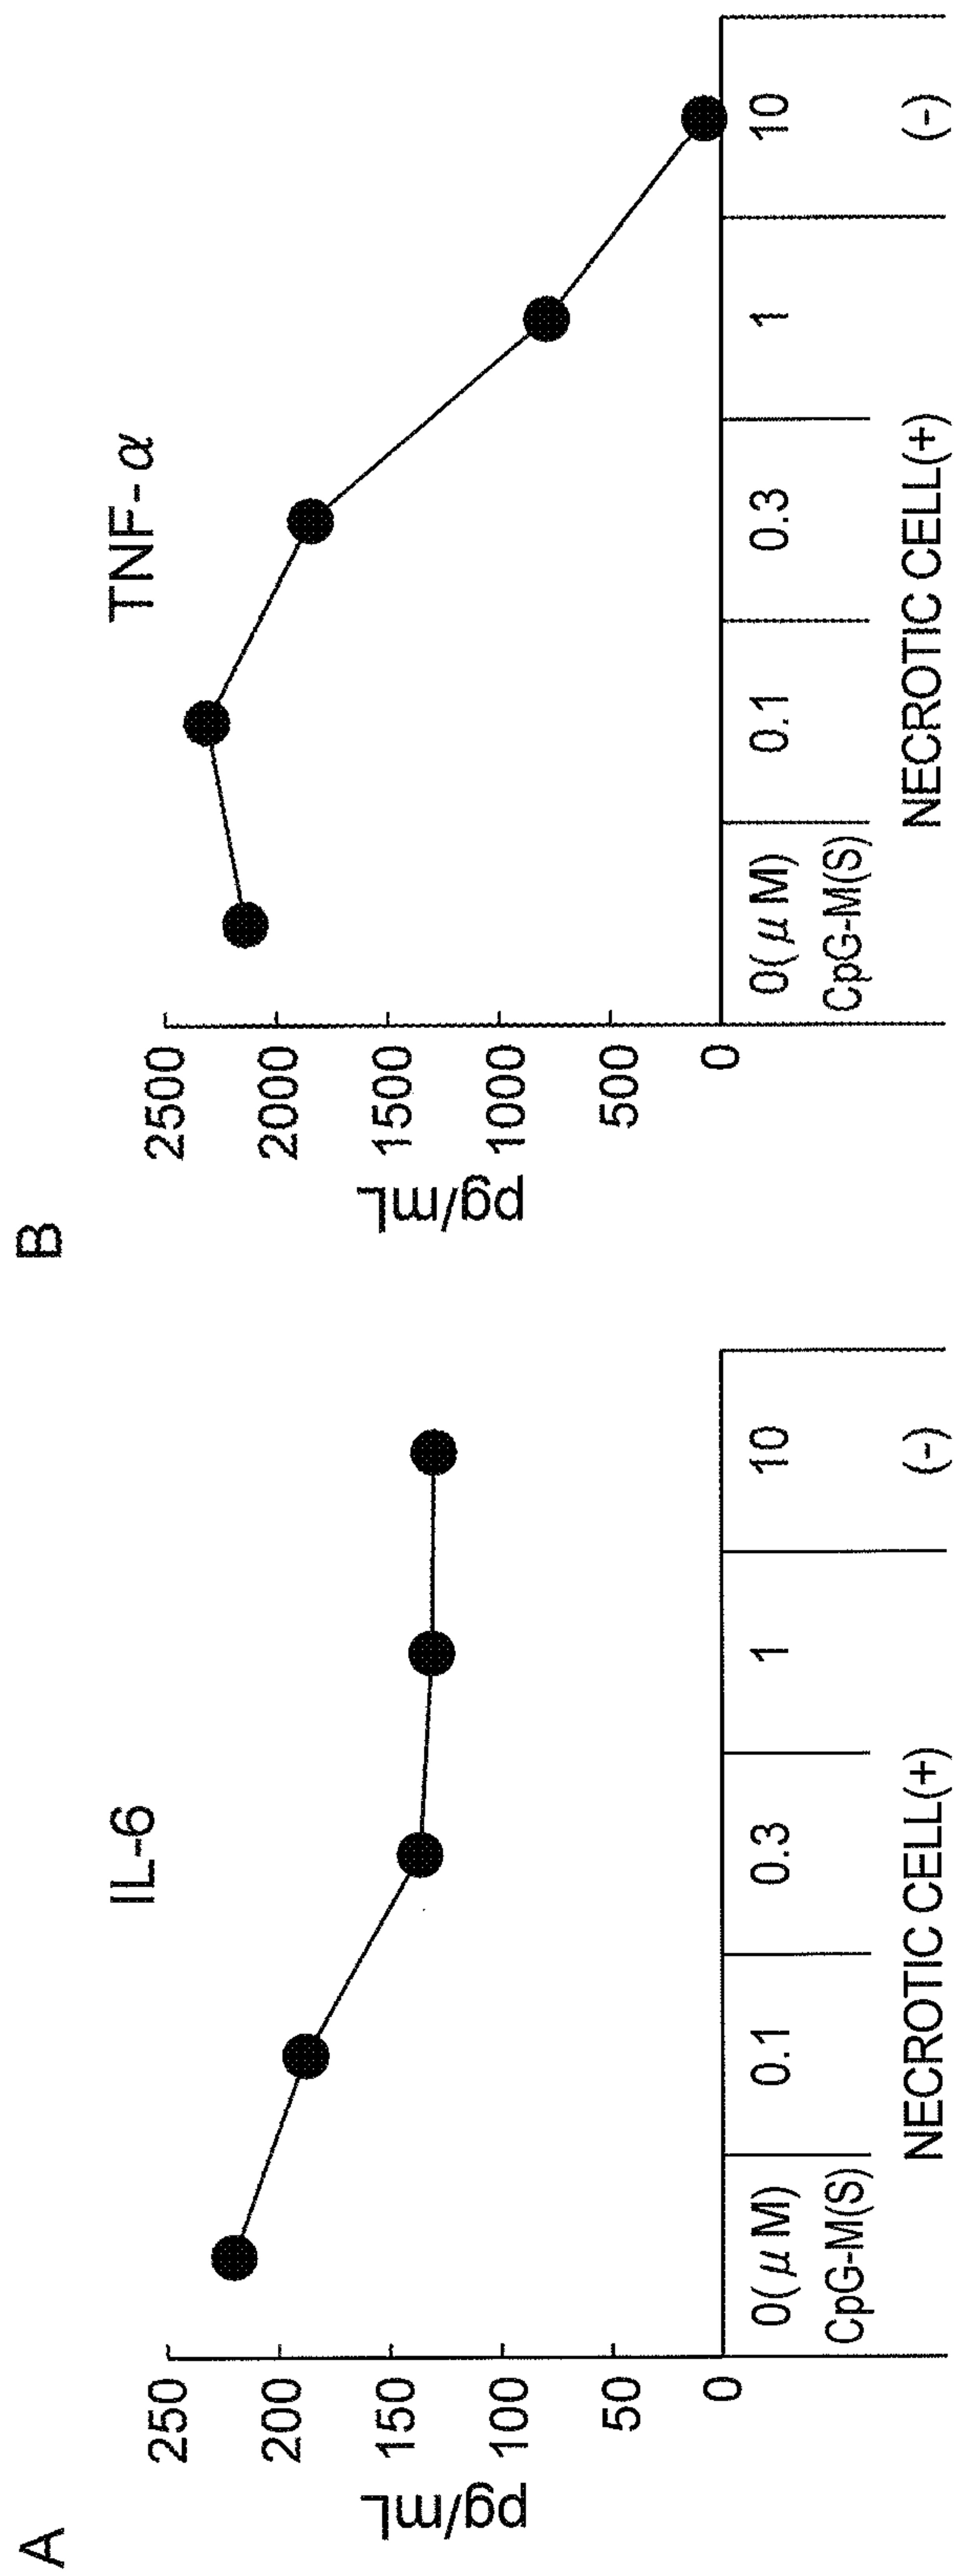 A
IL-6
pg/mL
250
200
150
100
50
0
0(μM) 0.1 0.3 1 10
CpG-M(S)
NECROTIC CELL(+) (-)
B
TNF-α
pg/mL
2500
2000
1500
1000
500
0
0(μM) 0.1 0.3 1 10
CpG-M(S)
NECROTIC CELL(+) (-)